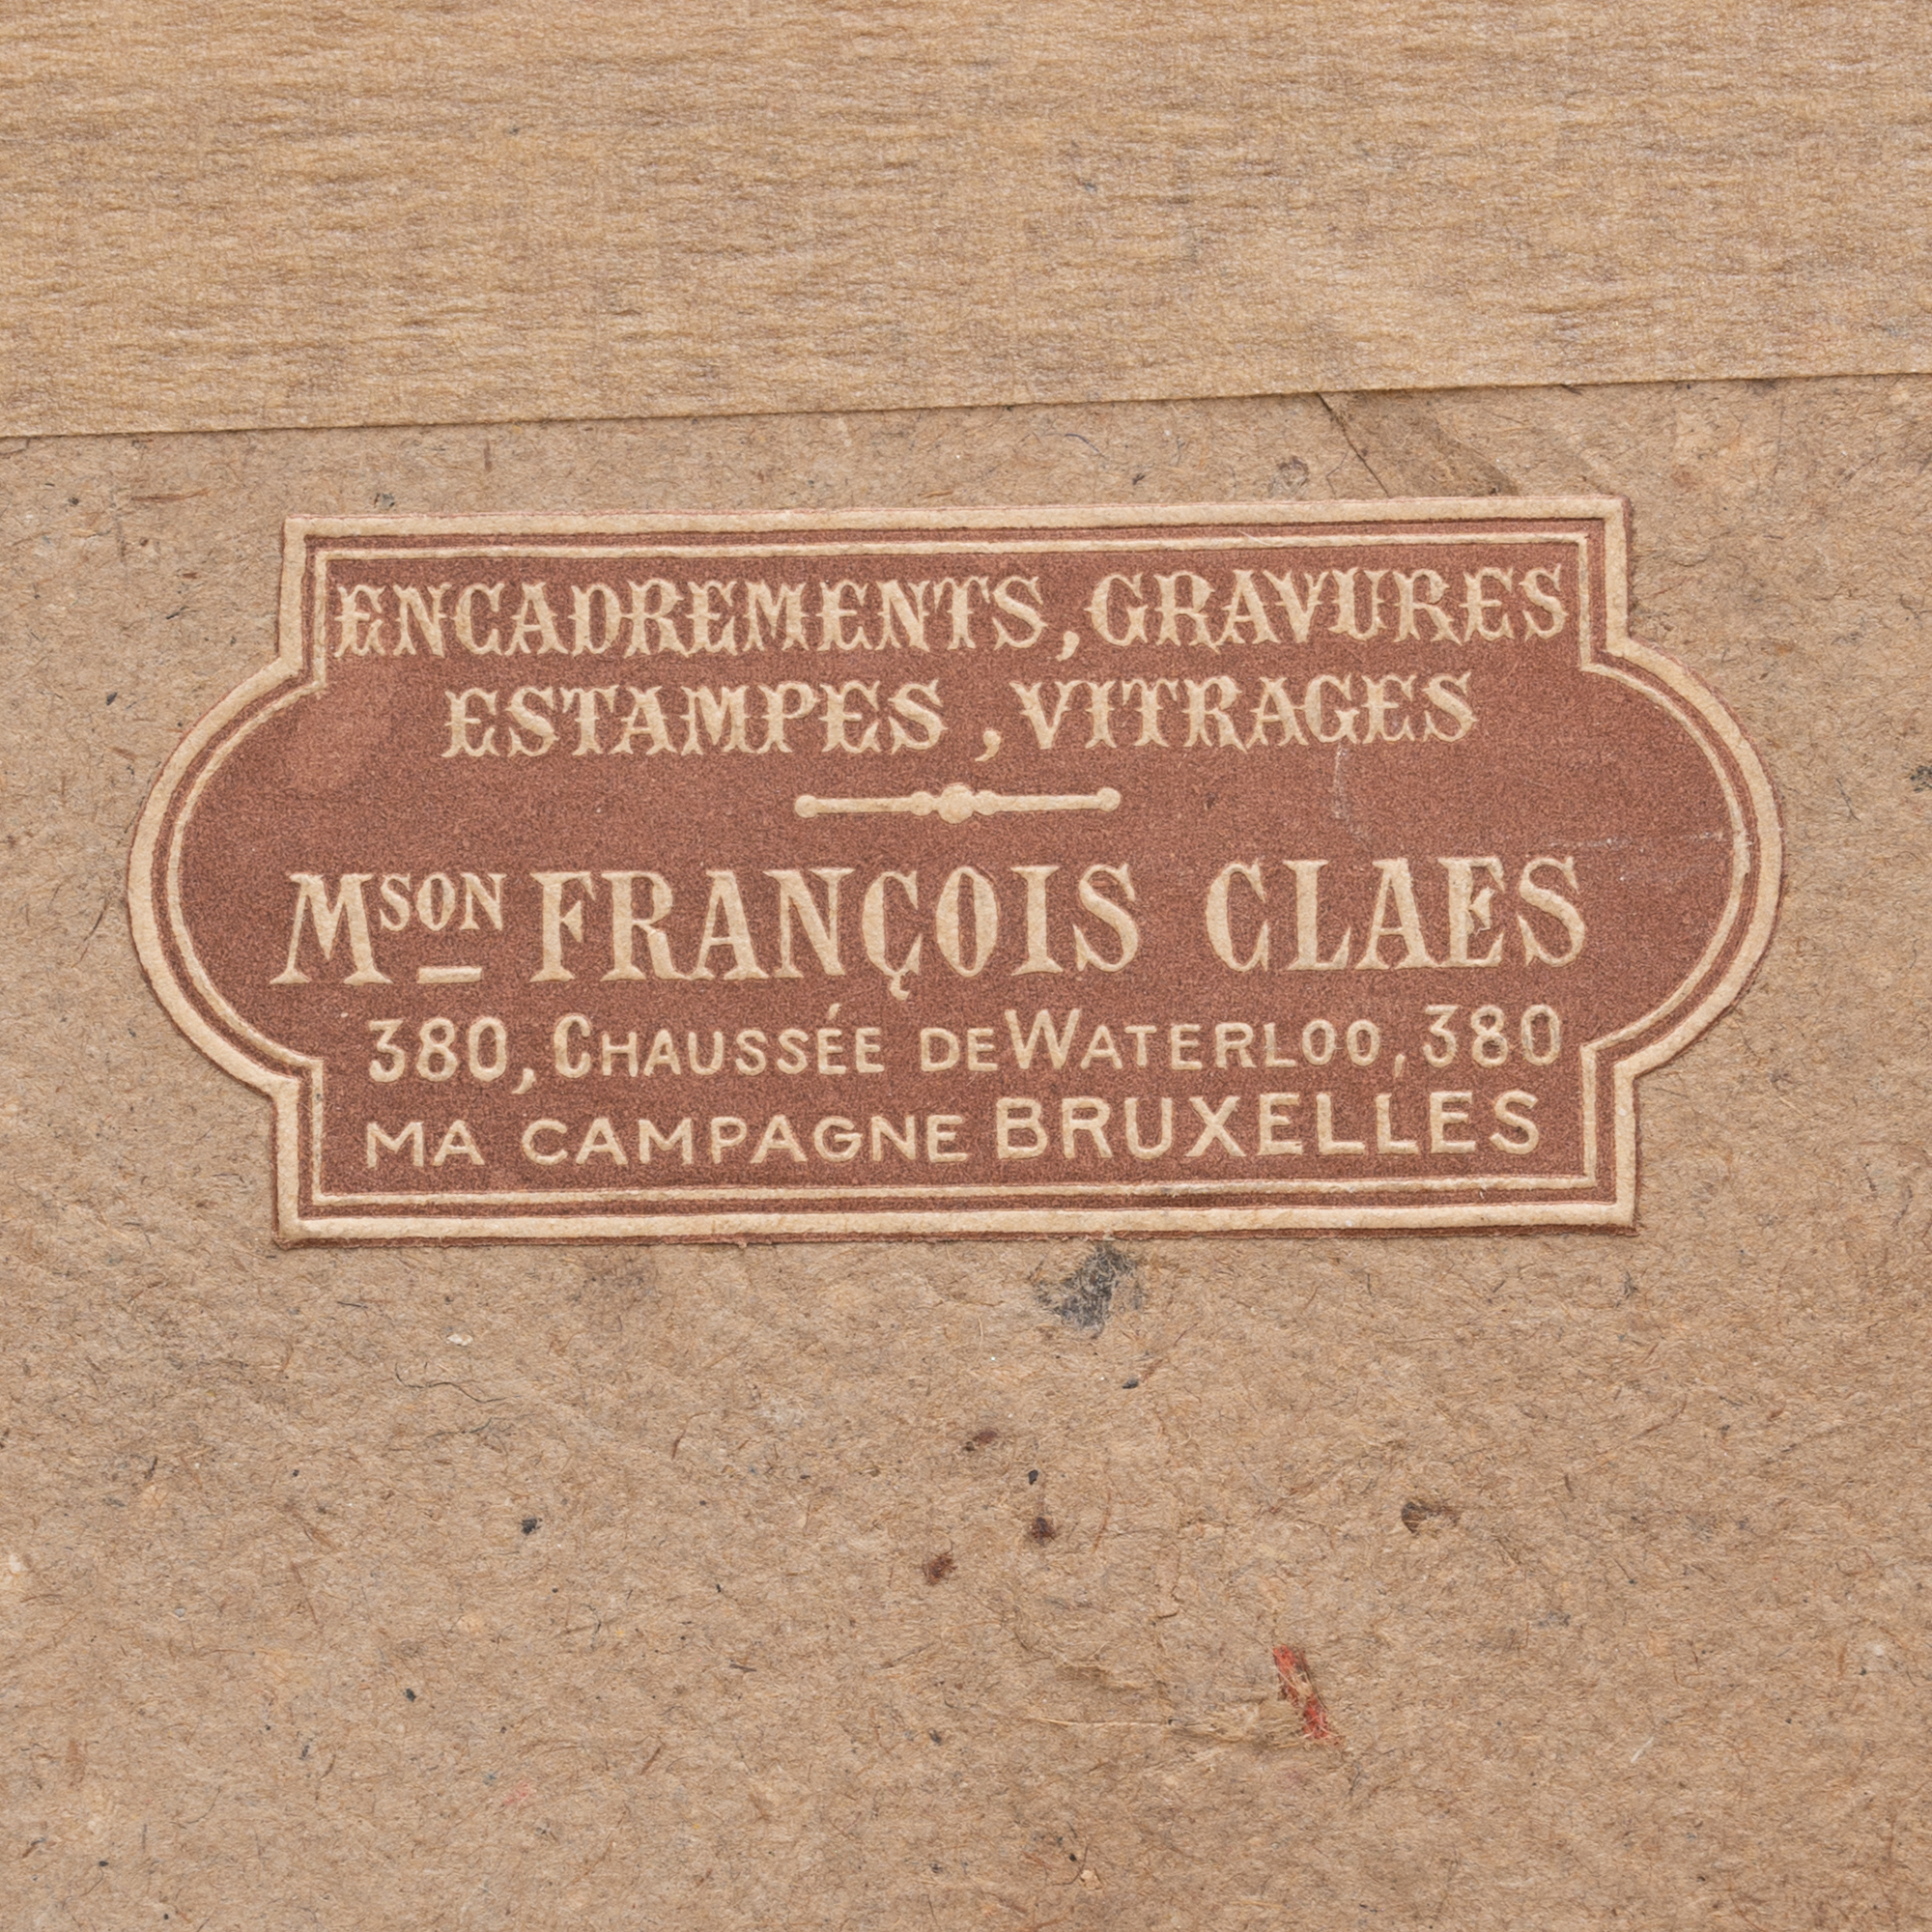 ENCADREMENTS, GRAVURES
ESTAMPES, VITRAGES
MSON FRANÇOIS CLAES
380, CHAUSSÉE DE WATERLOO, 380
MA CAMPAGNE BRUXELLES